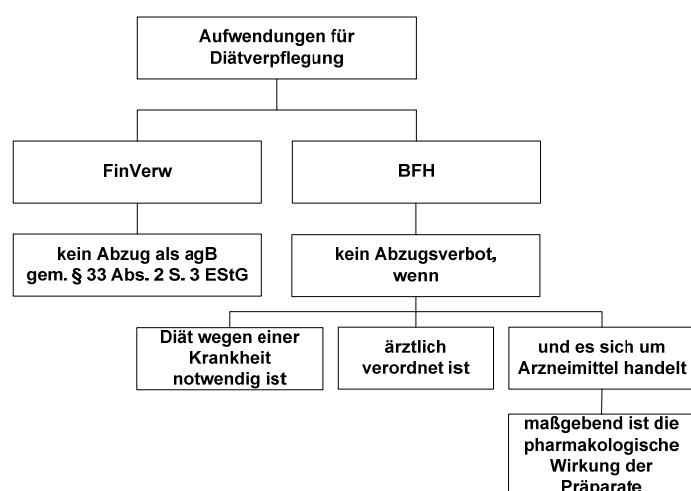 Aufwendungen für
Diätverpflegung
FinVerw
BFH
kein Abzug als agB
gem. § 33 Abs. 2 S. 3 EStG
kein Abzugsverbot,
wenn
Diät wegen einer
Krankheit
notwendig ist
ärztlich
verordnet ist
und es sich um
Arzneimittel handelt
maßgebend ist die
pharmakologische
Wirkung der
Präparate